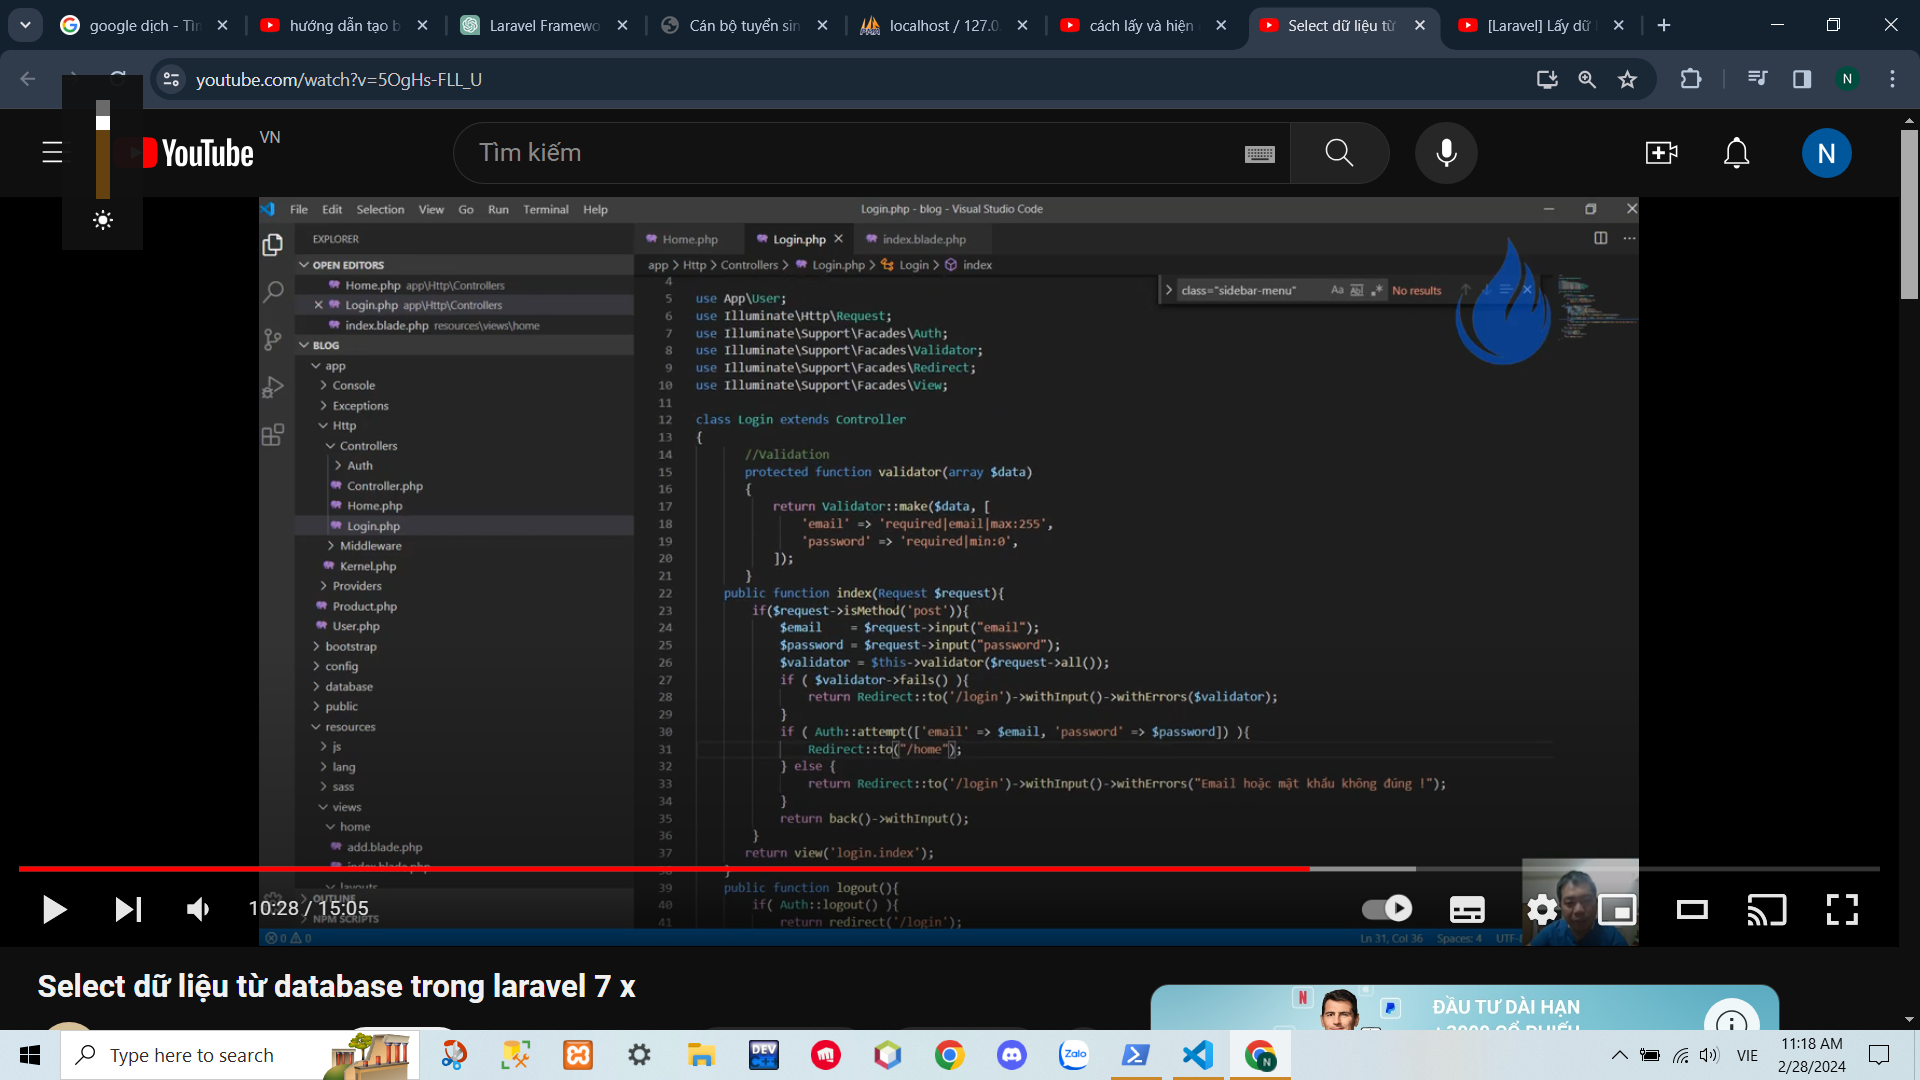 google dịch - Tìn
hướng dẫn tạo b
Laravel Framewo
Cán bộ tuyển sin
localhost / 127.0.
cách lấy và hiện
Select dữ liệu từ
[Laravel] Lấy dữ
youtube.com/watch?v=5OgHs-FLL_U
N
YouTube
VN
Tìm kiếm
N
File Edit Selection View Go Run Terminal Help
Login.php - blog - Visual Studio Code
EXPLORER
OPEN EDITORS
Home.php app\Http\Controllers
Login.php app\Http\Controllers
index.blade.php resources\views\home
BLOG
app
Console
Exceptions
Http
Controllers
Auth
Controller.php
Home.php
Login.php
Middleware
Kernel.php
Providers
Product.php
User.php
bootstrap
config
database
public
resources
js
lang
sass
views
home
add.blade.php
index.blade.php
layouts
OUTLINE
NPM SCRIPTS
Home.php
Login.php
index.blade.php
app > Http > Controllers > Login.php > Login > index
class="sidebar-menu"
Aa
Abl
No results
4
5 use App\User;
6 use Illuminate\Http\Request;
7 use Illuminate\Support\Facades\Auth;
8 use Illuminate\Support\Facades\Validator;
9 use Illuminate\Support\Facades\Redirect;
10 use Illuminate\Support\Facades\View;
11
12 class Login extends Controller
13 {
14 //Validation
15 protected function validator(array $data)
16 {
17 return Validator::make($data, [
18 'email' => 'required|email|max:255',
19 'password' => 'required|min:0',
20 ]);
21 }
22 public function index(Request $request){
23 if($request->isMethod('post')){
24 $email = $request->input("email");
25 $password = $request->input("password");
26 $validator = $this->validator($request->all());
27 if ( $validator->fails() ){
28 return Redirect::to('/login')->withInput()->withErrors($validator);
29 }
30 if ( Auth::attempt(['email' => $email, 'password' => $password]) ){
31 Redirect::to("/home");
32 } else {
33 return Redirect::to('/login')->withInput()->withErrors("Email hoặc mật khẩu không đúng !");
34 }
35 return back()->withInput();
36 }
37 return view('login.index');
38 }
39 public function logout(){
40 if( Auth::logout() ){
41 return redirect('/login');
0 0
Ln 31, Col 36 Spaces: 4 UTF-
10:28 / 15:05
Select dữ liệu từ database trong laravel 7 x
N
ĐẦU TƯ DÀI HẠN
Type here to search
DEV
Zalo
N
VIE
11:18 AM
2/28/2024